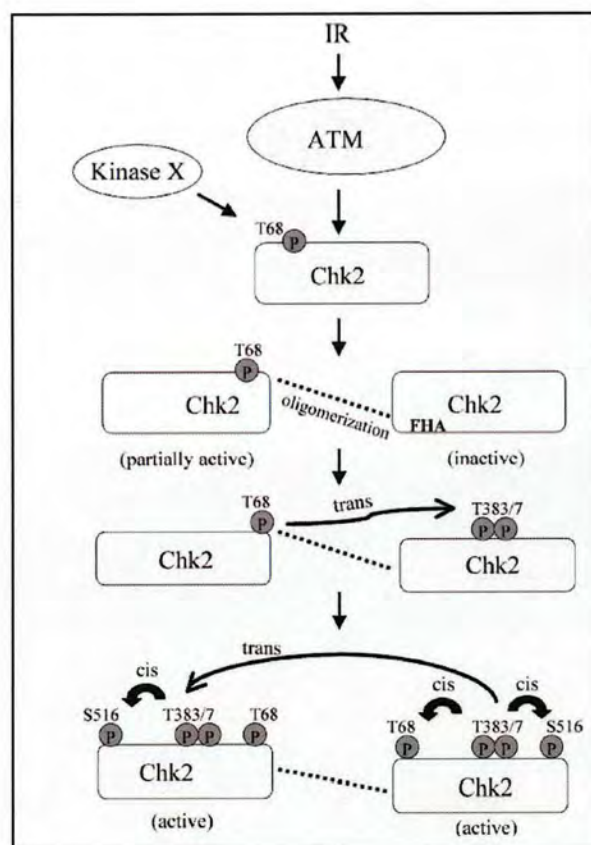 IR
ATM
Kinase X
T68
P
Chk2
T68
P
Chk2
oligomerization
Chk2
FHA
(partially active)
(inactive)
T68
P
trans
T383/7
P P
Chk2
Chk2
trans
cis
cis
cis
S516
T383/7
T68
T68
T383/7
S516
P
P P
P
P
P P
P
Chk2
Chk2
(active)
(active)